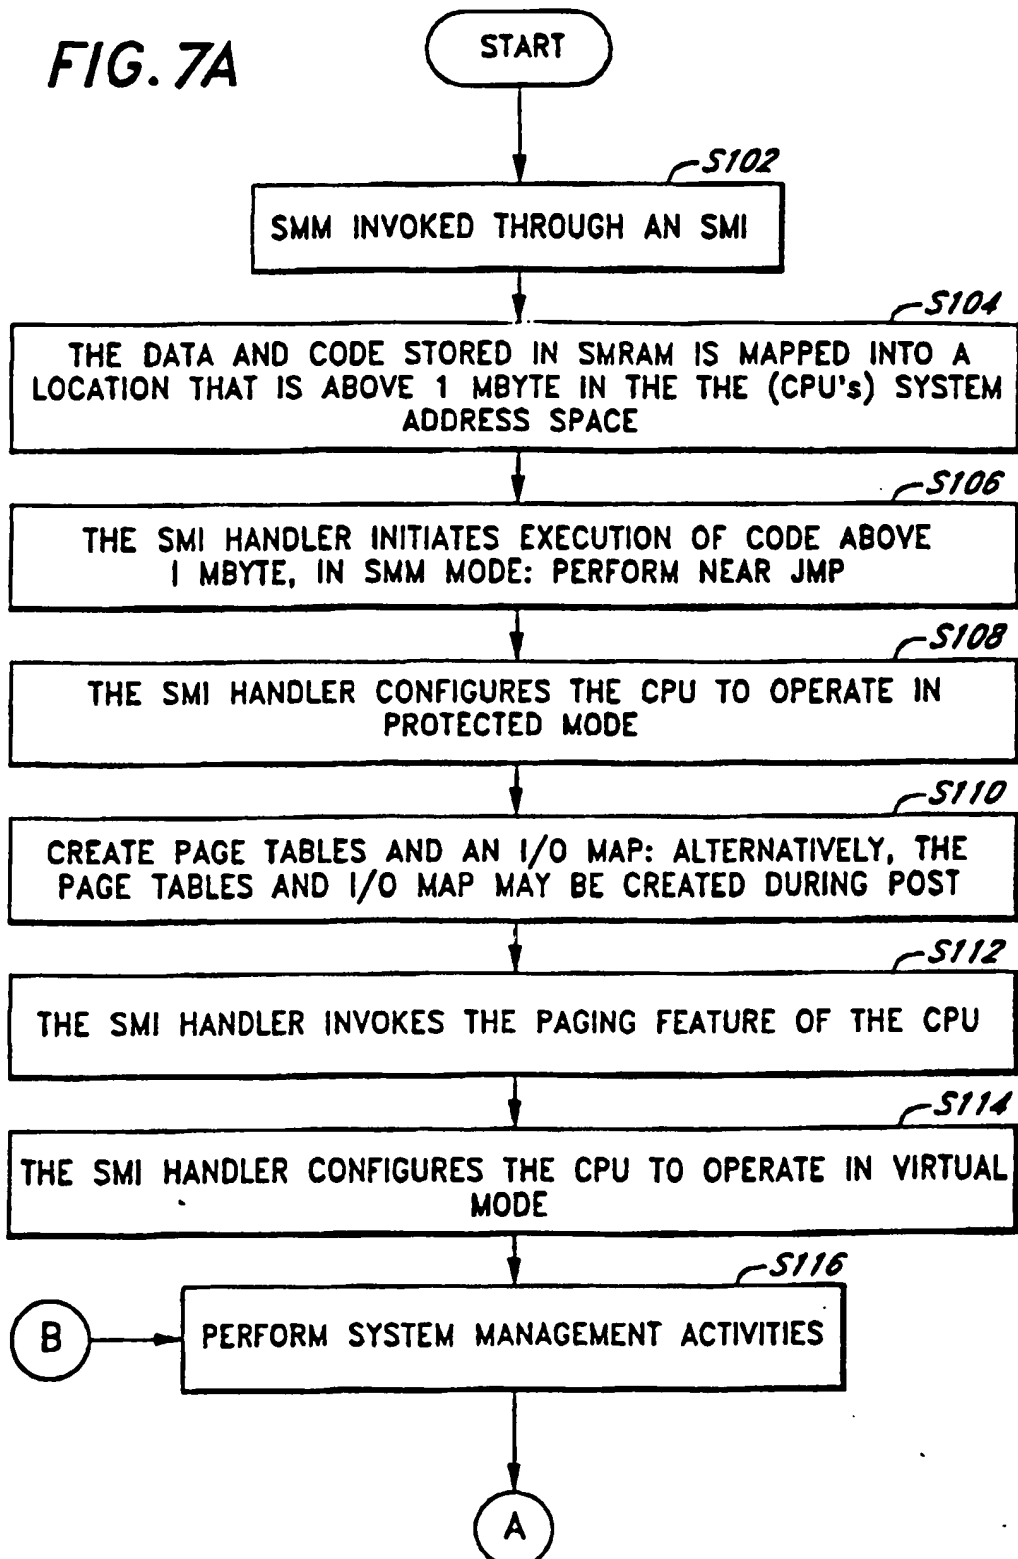 FIG. 7A
START
S102
SMM INVOKED THROUGH AN SMI
S104
THE DATA AND CODE STORED IN SMRAM IS MAPPED INTO A
LOCATION THAT IS ABOVE 1 MBYTE IN THE THE (CPU's) SYSTEM
ADDRESS SPACE
S106
THE SMI HANDLER INITIATES EXECUTION OF CODE ABOVE
1 MBYTE, IN SMM MODE: PERFORM NEAR JMP
S108
THE SMI HANDLER CONFIGURES THE CPU TO OPERATE IN
PROTECTED MODE
S110
CREATE PAGE TABLES AND AN I/O MAP: ALTERNATIVELY, THE
PAGE TABLES AND I/O MAP MAY BE CREATED DURING POST
S112
THE SMI HANDLER INVOKES THE PAGING FEATURE OF THE CPU
S114
THE SMI HANDLER CONFIGURES THE CPU TO OPERATE IN VIRTUAL
MODE
S116
B
PERFORM SYSTEM MANAGEMENT ACTIVITIES
A